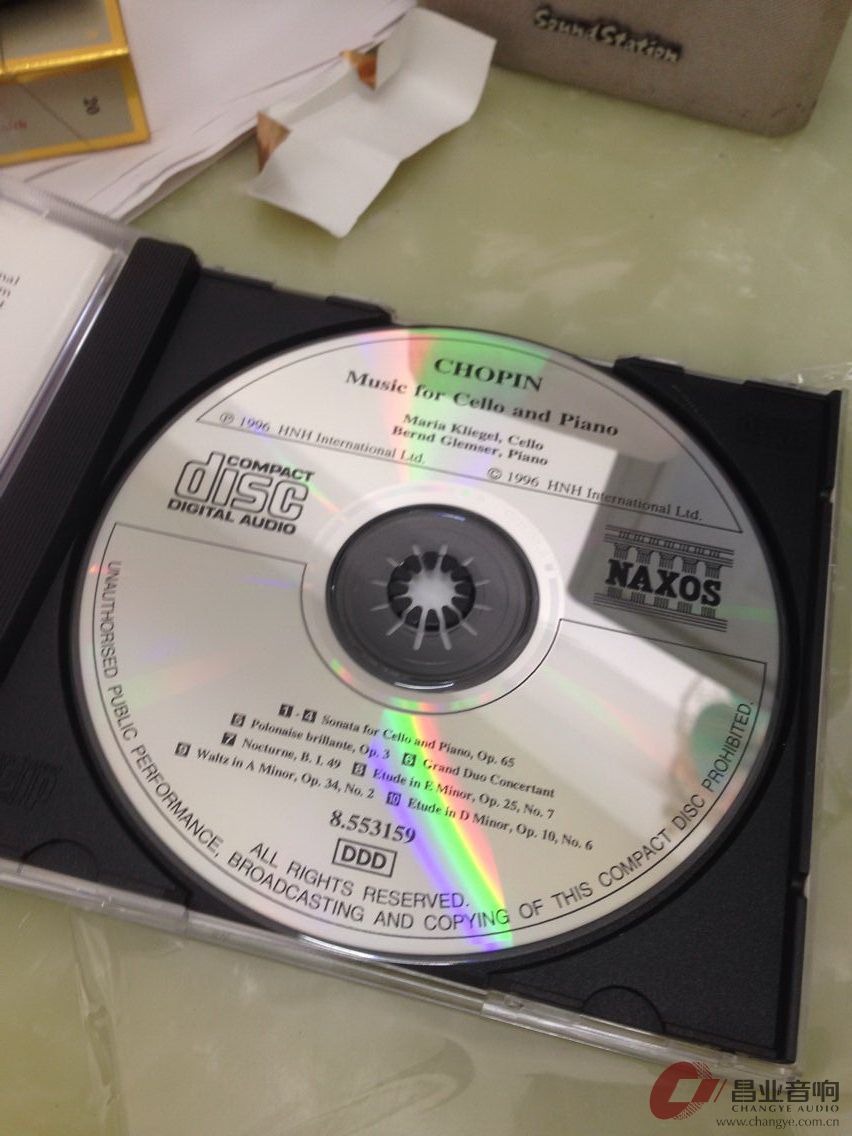 SoundStation
20
CHOPIN
Music for Cello and Piano
Maria Kliegel, Cello
Bernd Glemser, Piano
℗ 1996 HNH International Ltd.
© 1996 HNH International Ltd.
COMPACT
disc
DIGITAL AUDIO
NAXOS
1 - 4 Sonata for Cello and Piano, Op. 65
5 Polonaise brillante, Op. 3 6 Grand Duo Concertant
7 Nocturne, B. I. 49 8 Etude in E Minor, Op. 25, No. 7
9 Waltz in A Minor, Op. 34, No. 2 10 Etude in D Minor, Op. 10, No. 6
8.553159
DDD
ALL RIGHTS RESERVED.
UNAUTHORISED PUBLIC PERFORMANCE, BROADCASTING AND COPYING OF THIS COMPACT DISC PROHIBITED.
昌业音响
CHANGYE AUDIO
www.changye.com.cn